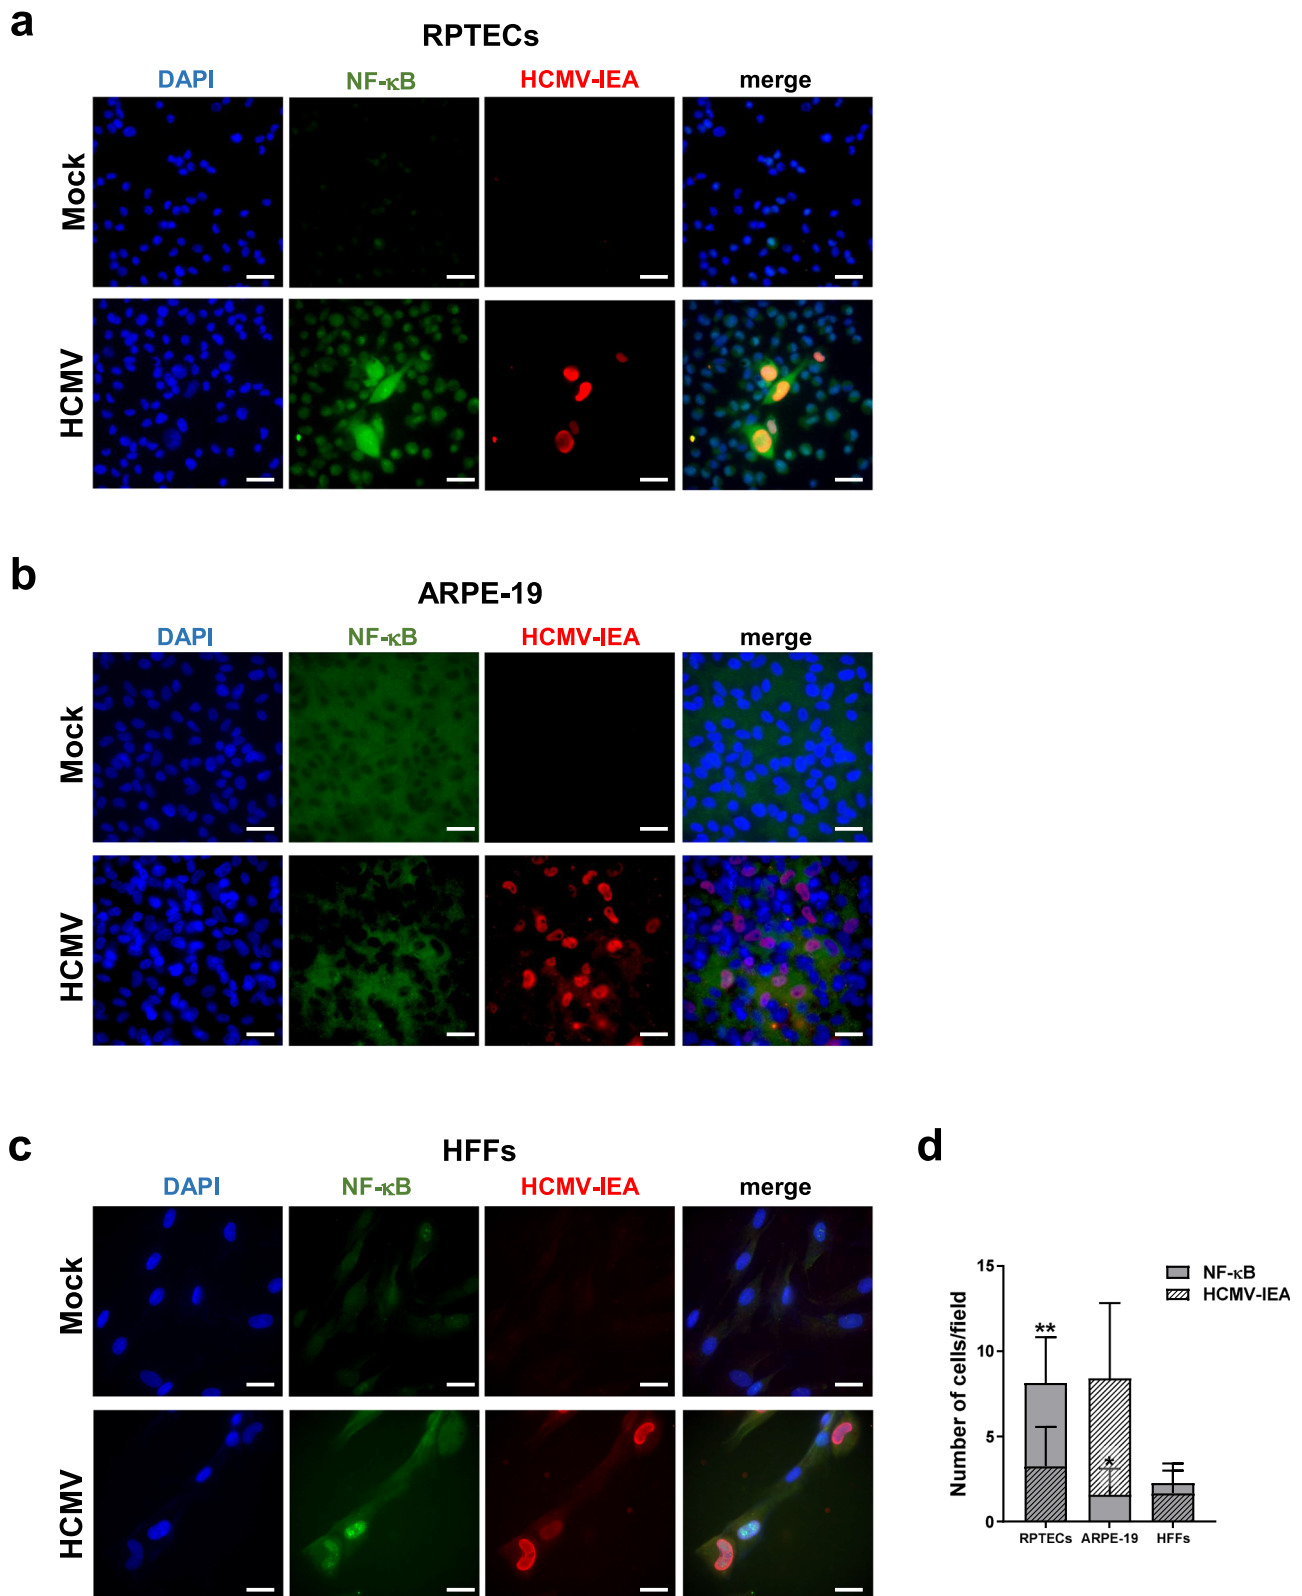 a
RPTECs
DAPI NF-κB HCMV-IEA merge
Mock
HCMV
b
ARPE-19
DAPI NF-κB HCMV-IEA merge
Mock
HCMV
c
HFFs
DAPI NF-κB HCMV-IEA merge
Mock
HCMV
d
15
10
5
0
Number of cells/field
NF-κB
HCMV-IEA
**
*
RPTECs ARPE-19 HFFs